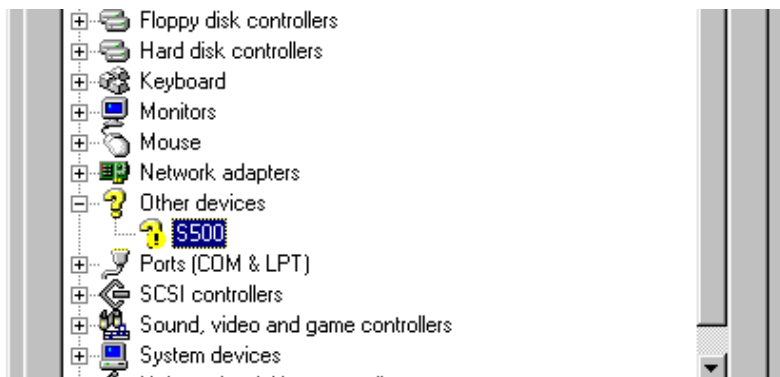 Floppy disk controllers
Hard disk controllers
Keyboard
Monitors
Mouse
Network adapters
Other devices
S500
Ports (COM & LPT)
SCSI controllers
Sound, video and game controllers
System devices